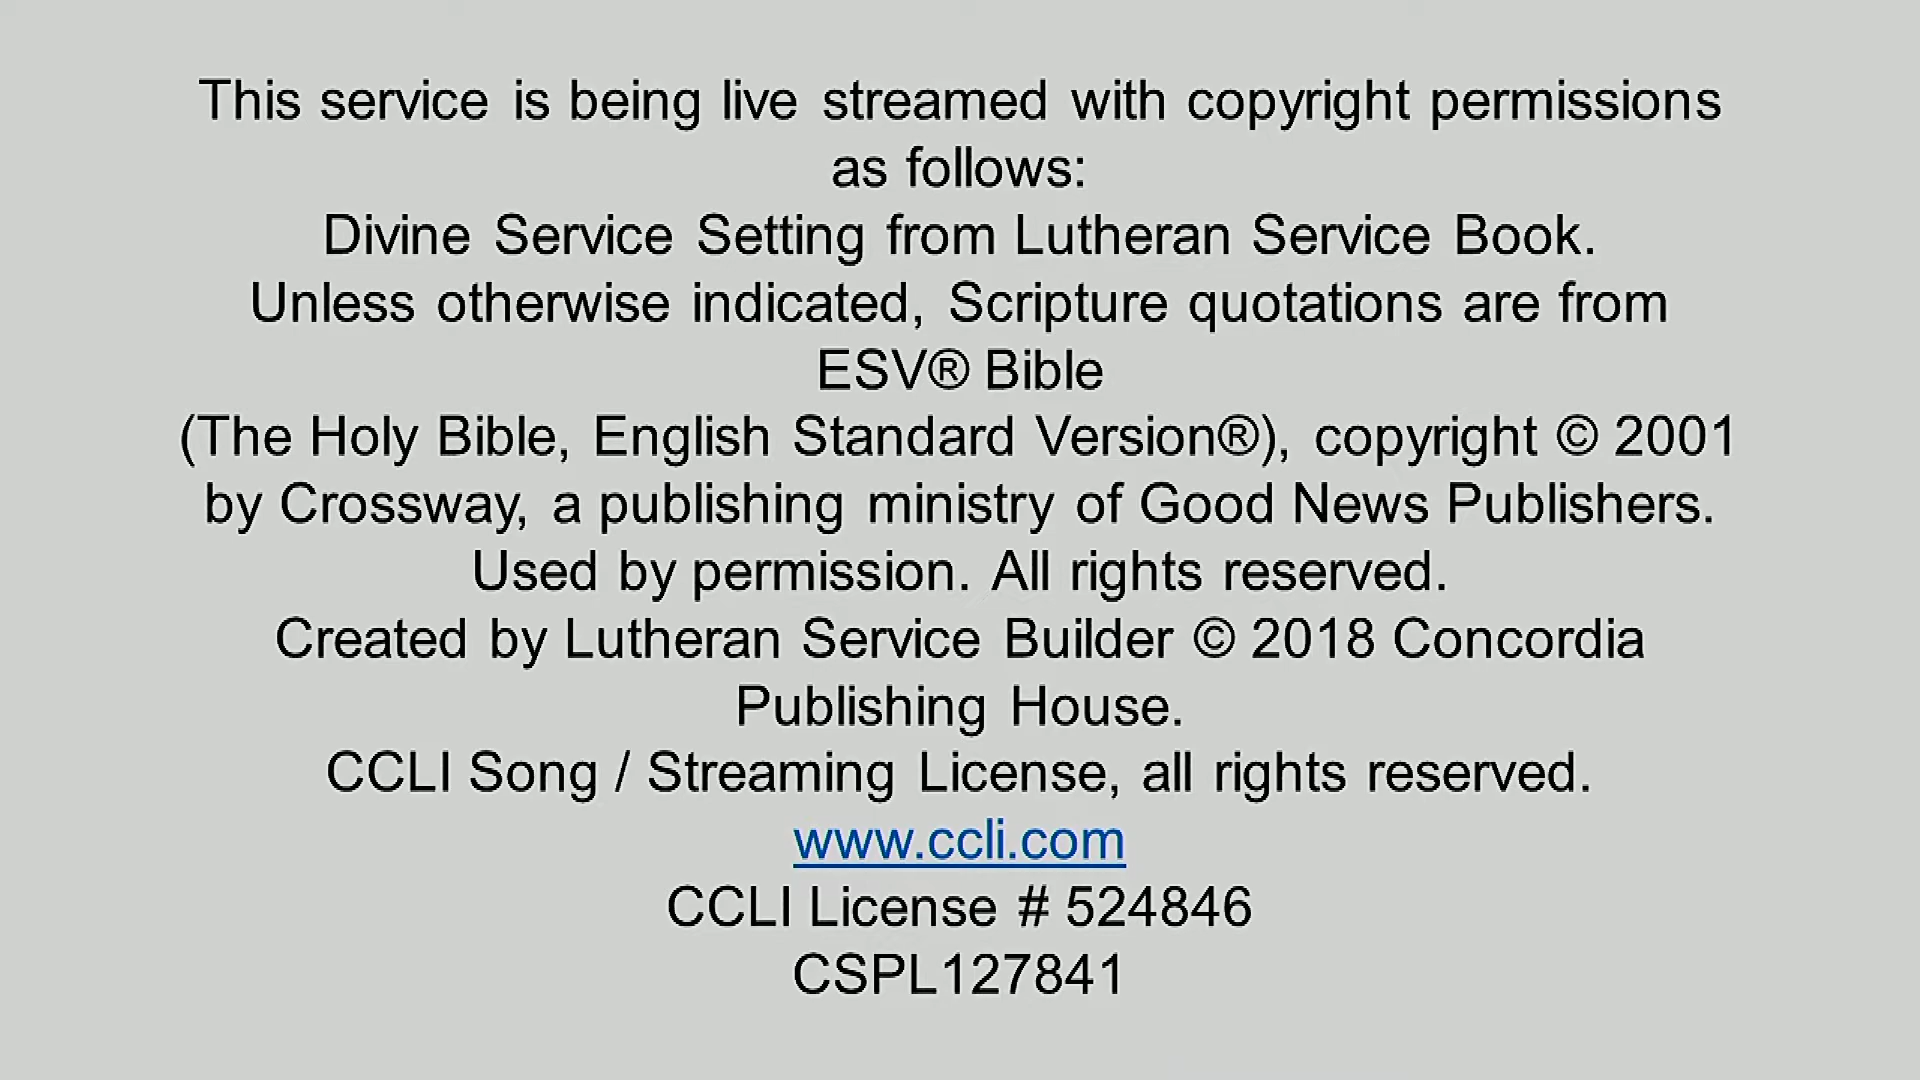 This service is being live streamed with copyright permissions
as follows:
Divine Service Setting from Lutheran Service Book.
Unless otherwise indicated, Scripture quotations are from
ESV® Bible
(The Holy Bible, English Standard Version®), copyright © 2001
by Crossway, a publishing ministry of Good News Publishers.
Used by permission. All rights reserved.
Created by Lutheran Service Builder © 2018 Concordia
Publishing House.
CCLI Song / Streaming License, all rights reserved.
www.ccli.com
CCLI License # 524846
CSPL127841